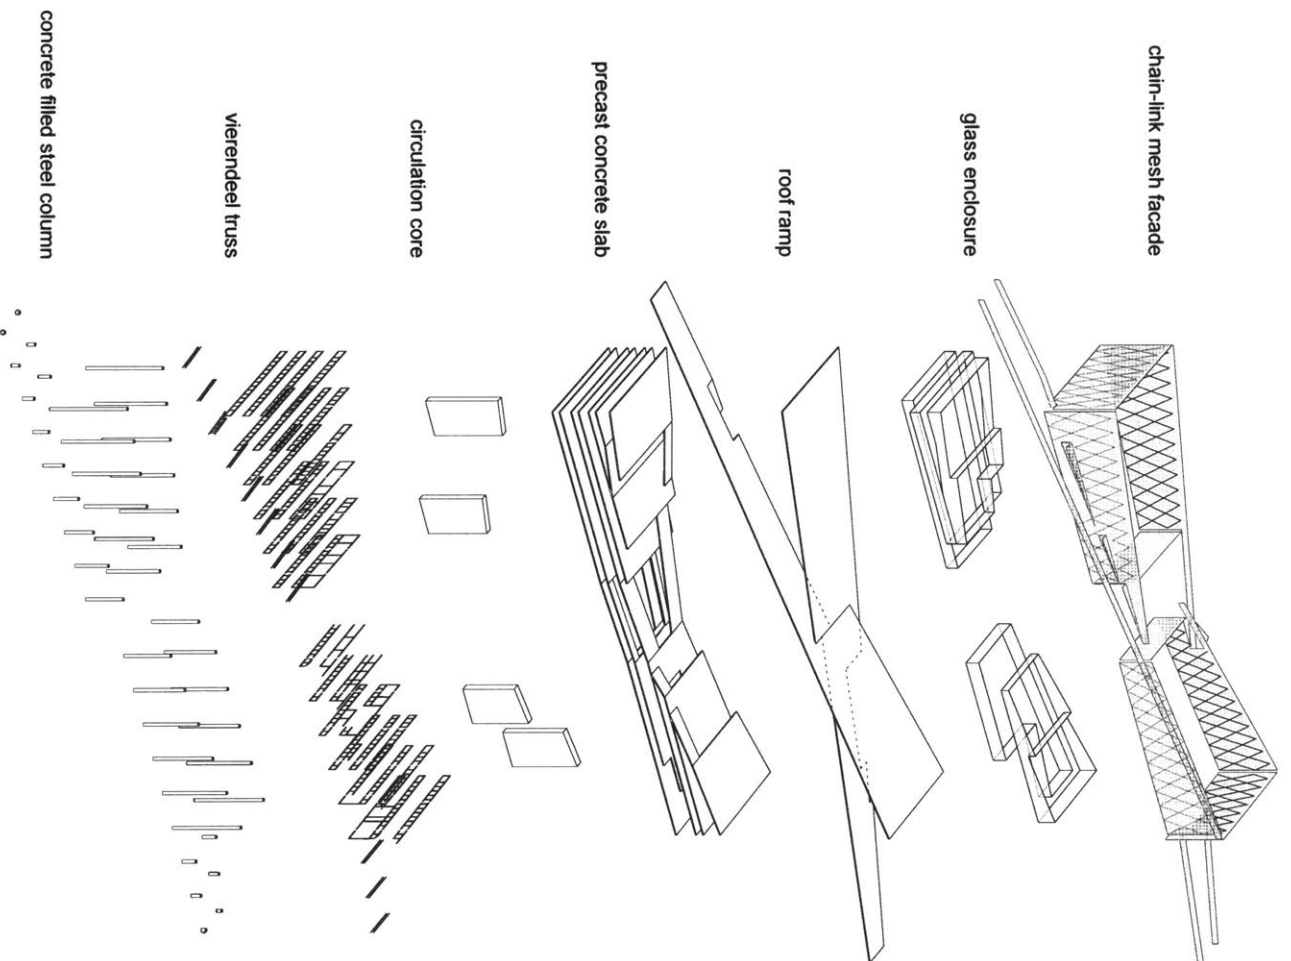 chain-link mesh facade
glass enclosure
roof ramp
precast concrete slab
circulation core
vierendeel truss
concrete filled steel column